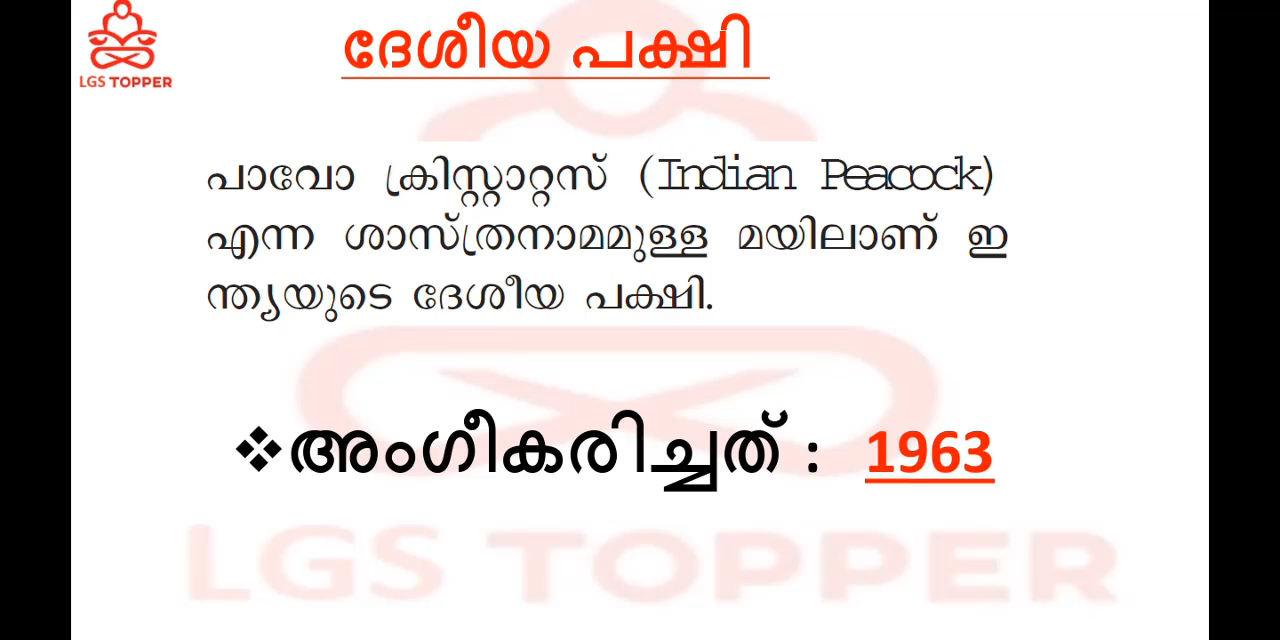 LGS TOPPER
ദേശീയ പക്ഷി
പാവോ ക്രിസ്റ്റാറ്റസ് (Indian Peacock)
എന്ന ശാസ്ത്രനാമമുള്ള മയിലാണ് ഇ
ന്ത്യയുടെ ദേശീയ പക്ഷി.
❖അംഗീകരിച്ചത് : 1963
LGS TOPPER